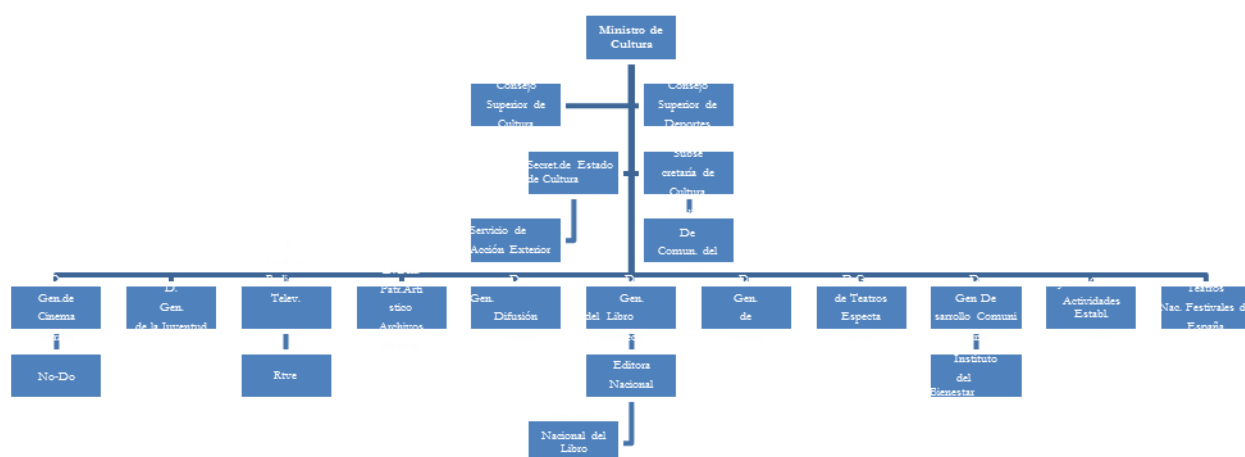 Ministro de
Cultura
Consejo
Superior de
Cultura
Consejo
Superior de
Deportes
Secret.de Estado
de Cultura
Subse
cretaría de
Cultura
Servicio de
Acción Exterior
De
Comun. del
D
Gen.de
Cinema
D.
Gen.
de la Juventud
Telev.
Patr.Artí
stico
Archivos
D.
Gen.
Difusión
D.
Gen.
del Libro
D.
Gen.
de
D.G
de Teatros
Especta
D.
Gen De
sarrollo Comuni
Actividades
Establ.
Teatros
Nac. Festivales d
España
No-Do
Rtve
Editora
Nacional
Instituto
del
Bienestar
Nacional del
Libro